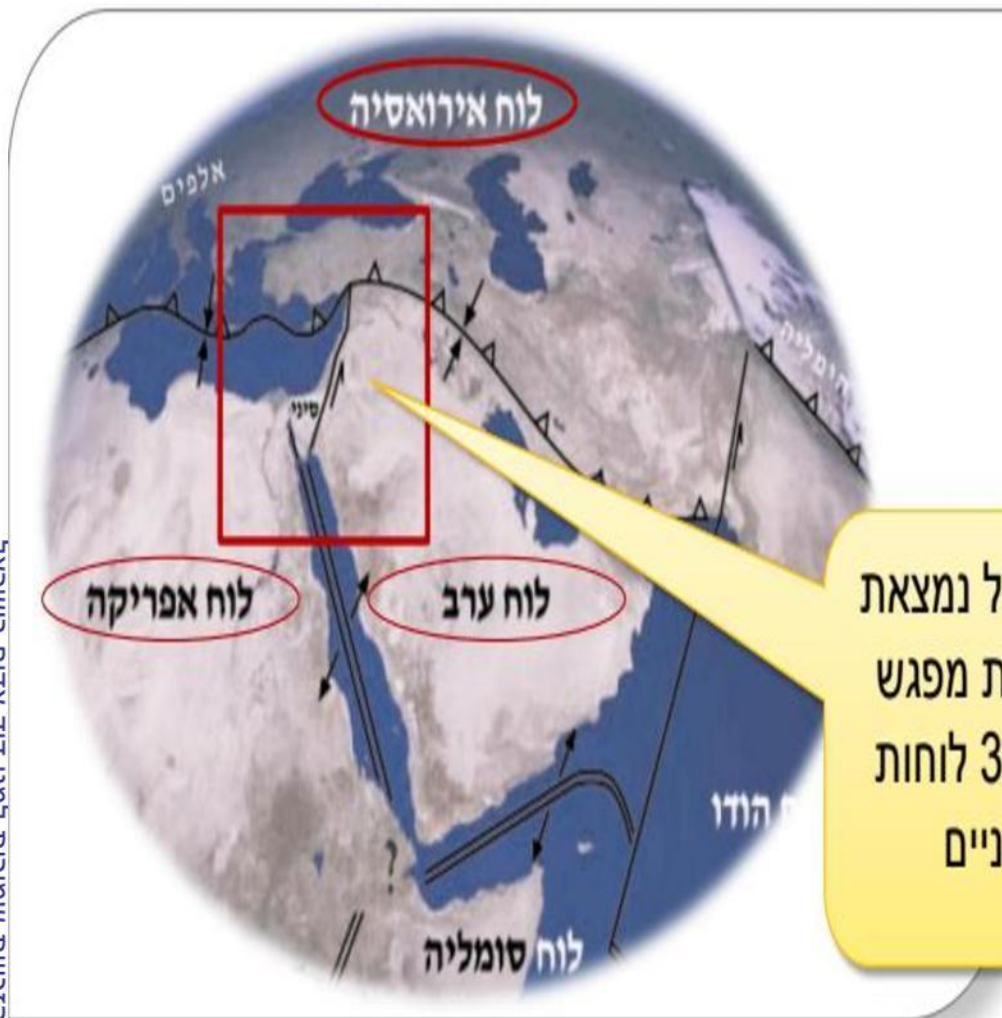 לוח אירואסיה
אלפים
סיני
לוח אפריקה
לוח ערב
לוח סומליה
הודו
ל נמצאת
ת מפגש
3 לוחות
ניים
?